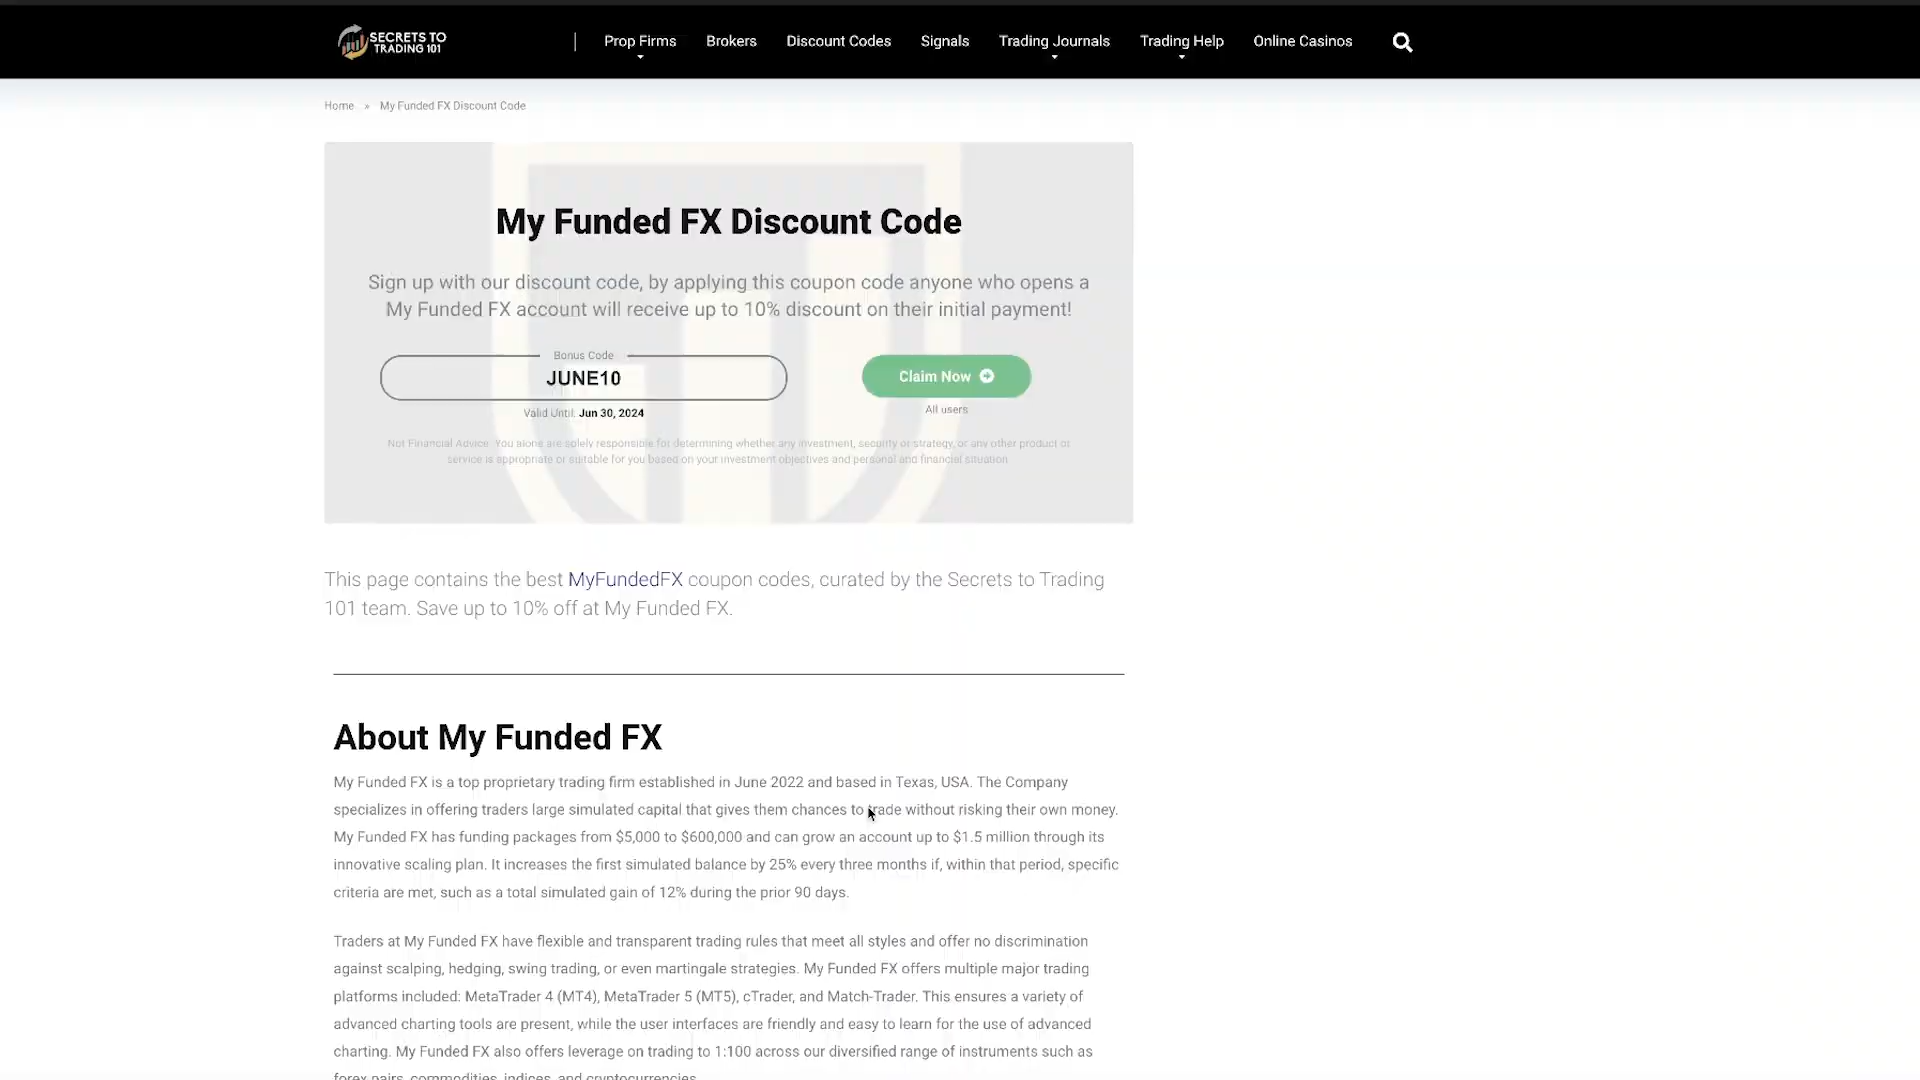 SECRETS TO
TRADING 101
Prop Firms
Brokers
Discount Codes
Signals
Trading Journals
Trading Help
Online Casinos
Home » My Funded FX Discount Code
My Funded FX Discount Code
Sign up with our discount code, by applying this coupon code anyone who opens a
My Funded FX account will receive up to 10% discount on their initial payment!
Bonus Code
JUNE10
Valid Until: Jun 30, 2024
Claim Now
All users
Not Financial Advice. You alone are solely responsible for determining whether any investment, security or strategy, or any other product or
service is appropriate or suitable for you based on your investment objectives and personal and financial situation
This page contains the best MyFundedFX coupon codes, curated by the Secrets to Trading
101 team. Save up to 10% off at My Funded FX.
About My Funded FX
My Funded FX is a top proprietary trading firm established in June 2022 and based in Texas, USA. The Company
specializes in offering traders large simulated capital that gives them chances to trade without risking their own money.
My Funded FX has funding packages from $5,000 to $600,000 and can grow an account up to $1.5 million through its
innovative scaling plan. It increases the first simulated balance by 25% every three months if, within that period, specific
criteria are met, such as a total simulated gain of 12% during the prior 90 days.
Traders at My Funded FX have flexible and transparent trading rules that meet all styles and offer no discrimination
against scalping, hedging, swing trading, or even martingale strategies. My Funded FX offers multiple major trading
platforms included: MetaTrader 4 (MT4), MetaTrader 5 (MT5), cTrader, and Match-Trader. This ensures a variety of
advanced charting tools are present, while the user interfaces are friendly and easy to learn for the use of advanced
charting. My Funded FX also offers leverage on trading to 1:100 across our diversified range of instruments such as
forex pairs, commodities, indices, and cryptocurrencies.